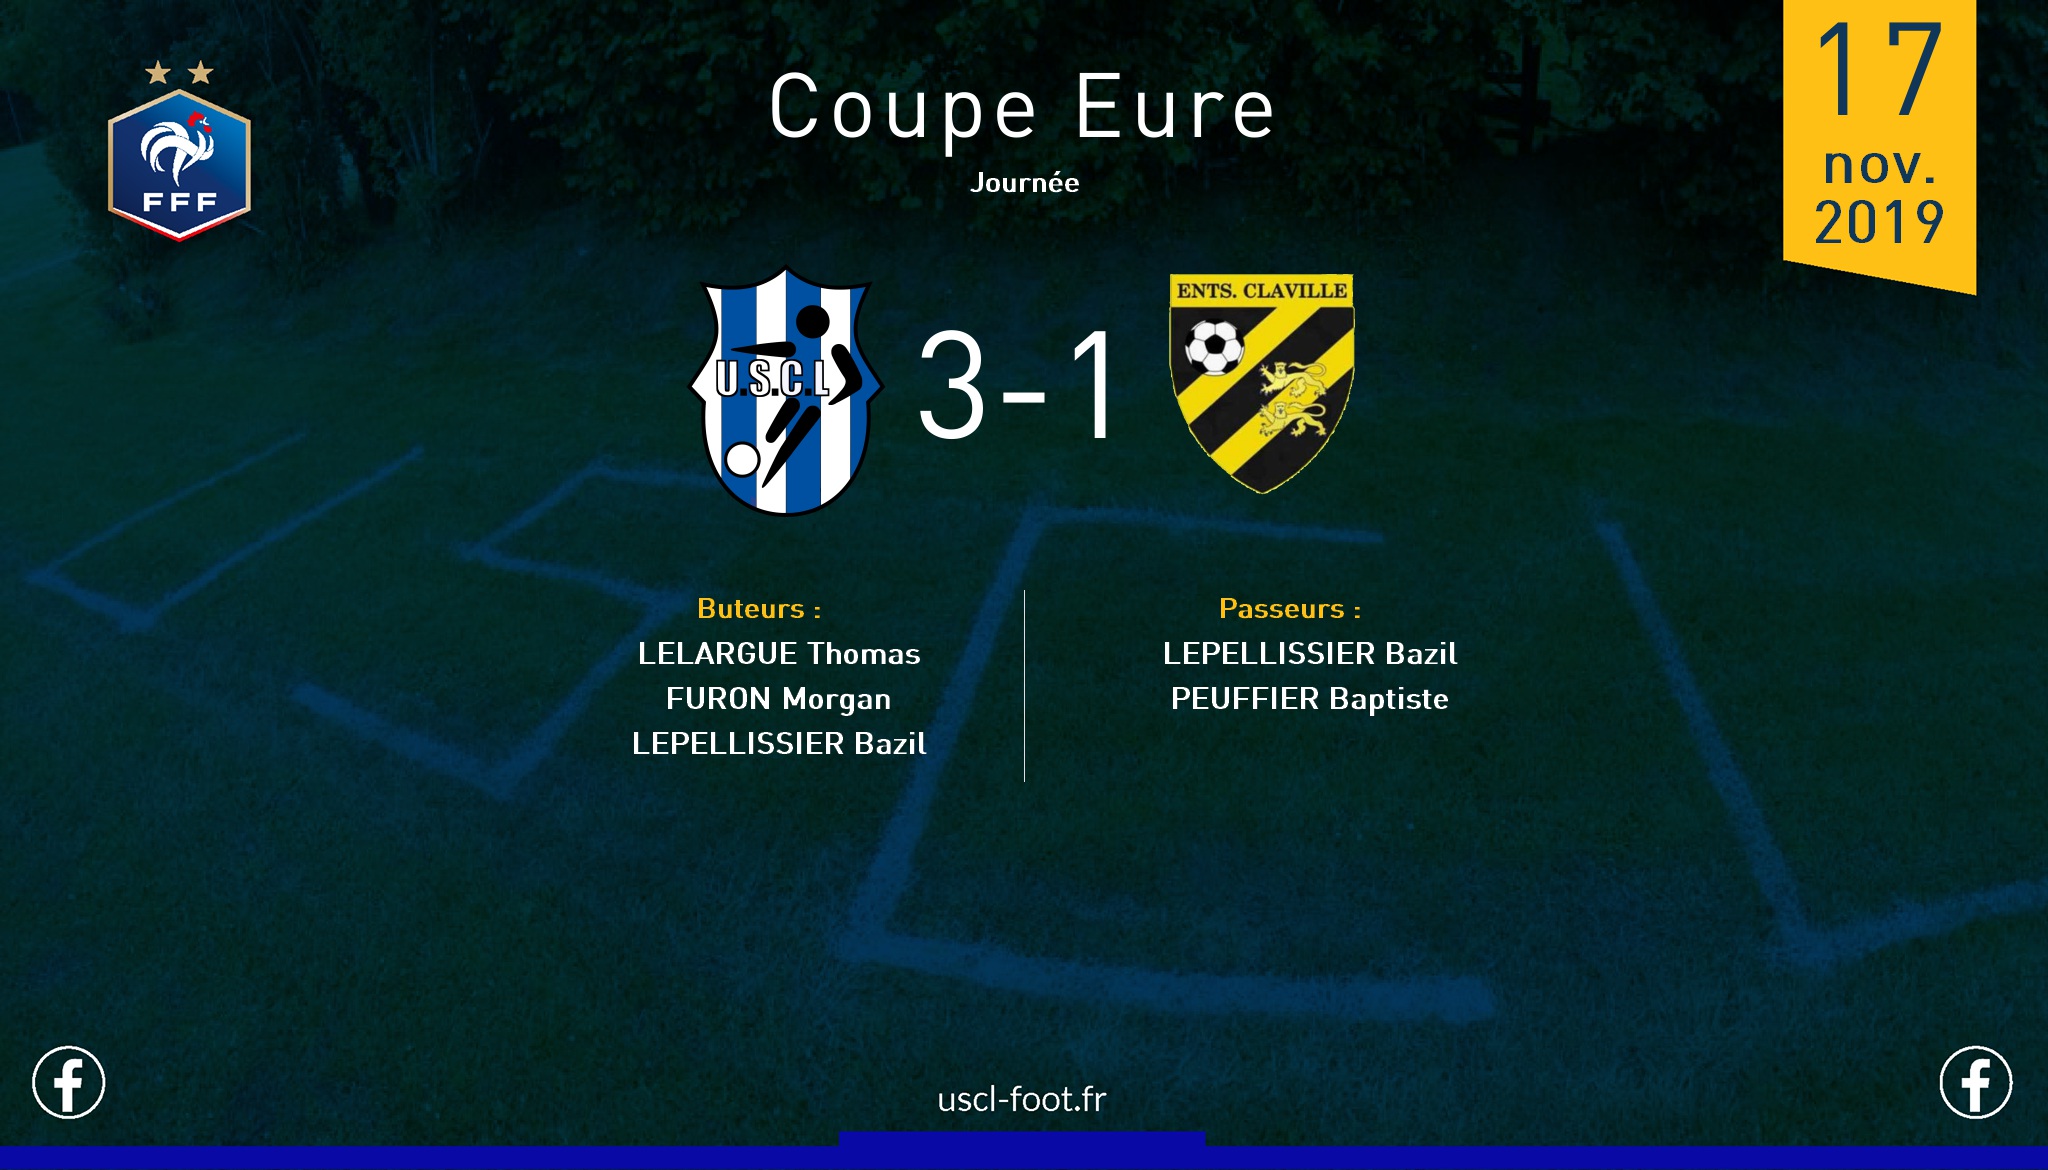 Coupe Eure
Journée
17
nov.
2019
FFF
U.S.C.L
3-1
ENTS. CLAVILLE
Buteurs :
LELARGUE Thomas
FURON Morgan
LEPELLISSIER Bazil
Passeurs :
LEPELLISSIER Bazil
PEUFFIER Baptiste
USCL
uscl-foot.fr